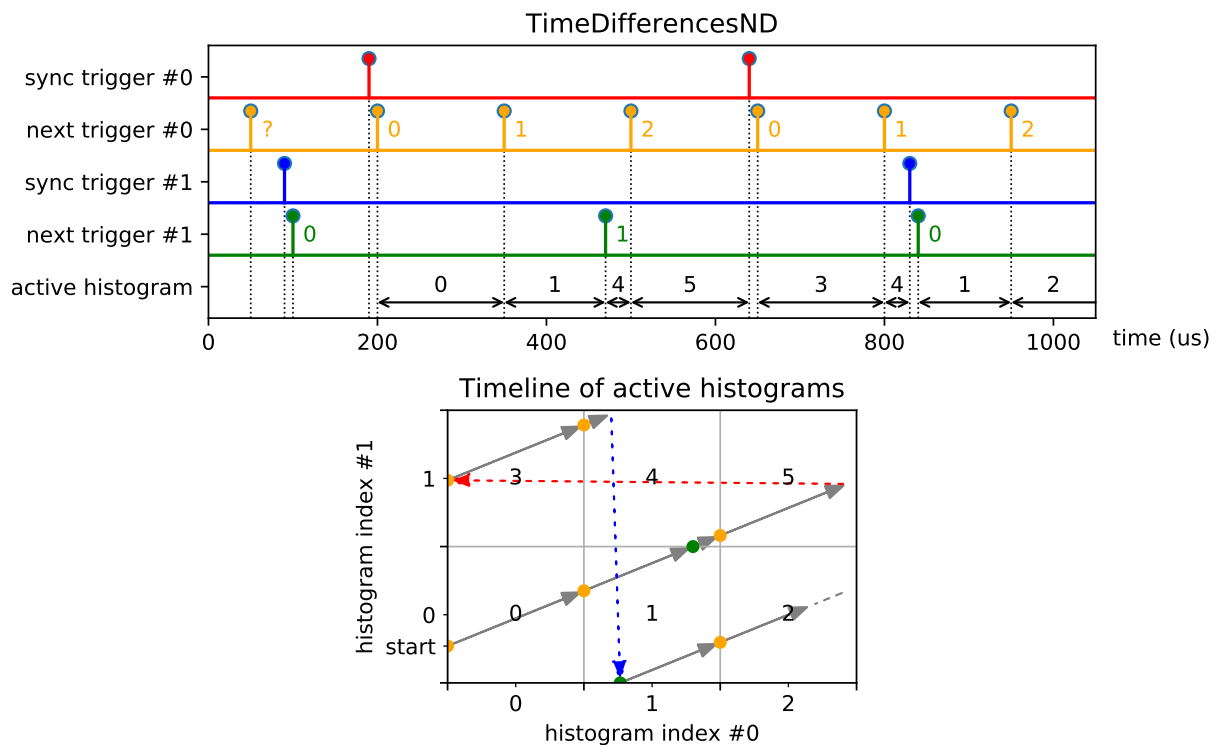 TimeDifferencesND
sync trigger #0
next trigger #0 ? 0 1 2 0 1 2
sync trigger #1
next trigger #1 0 1 0
active histogram 0 1 4 5 3 4 1 2
0 200 400 600 800 1000 time (us)
Timeline of active histograms
histogram index #1
1 3 4 5
0 0 1 2
start
0 1 2
histogram index #0